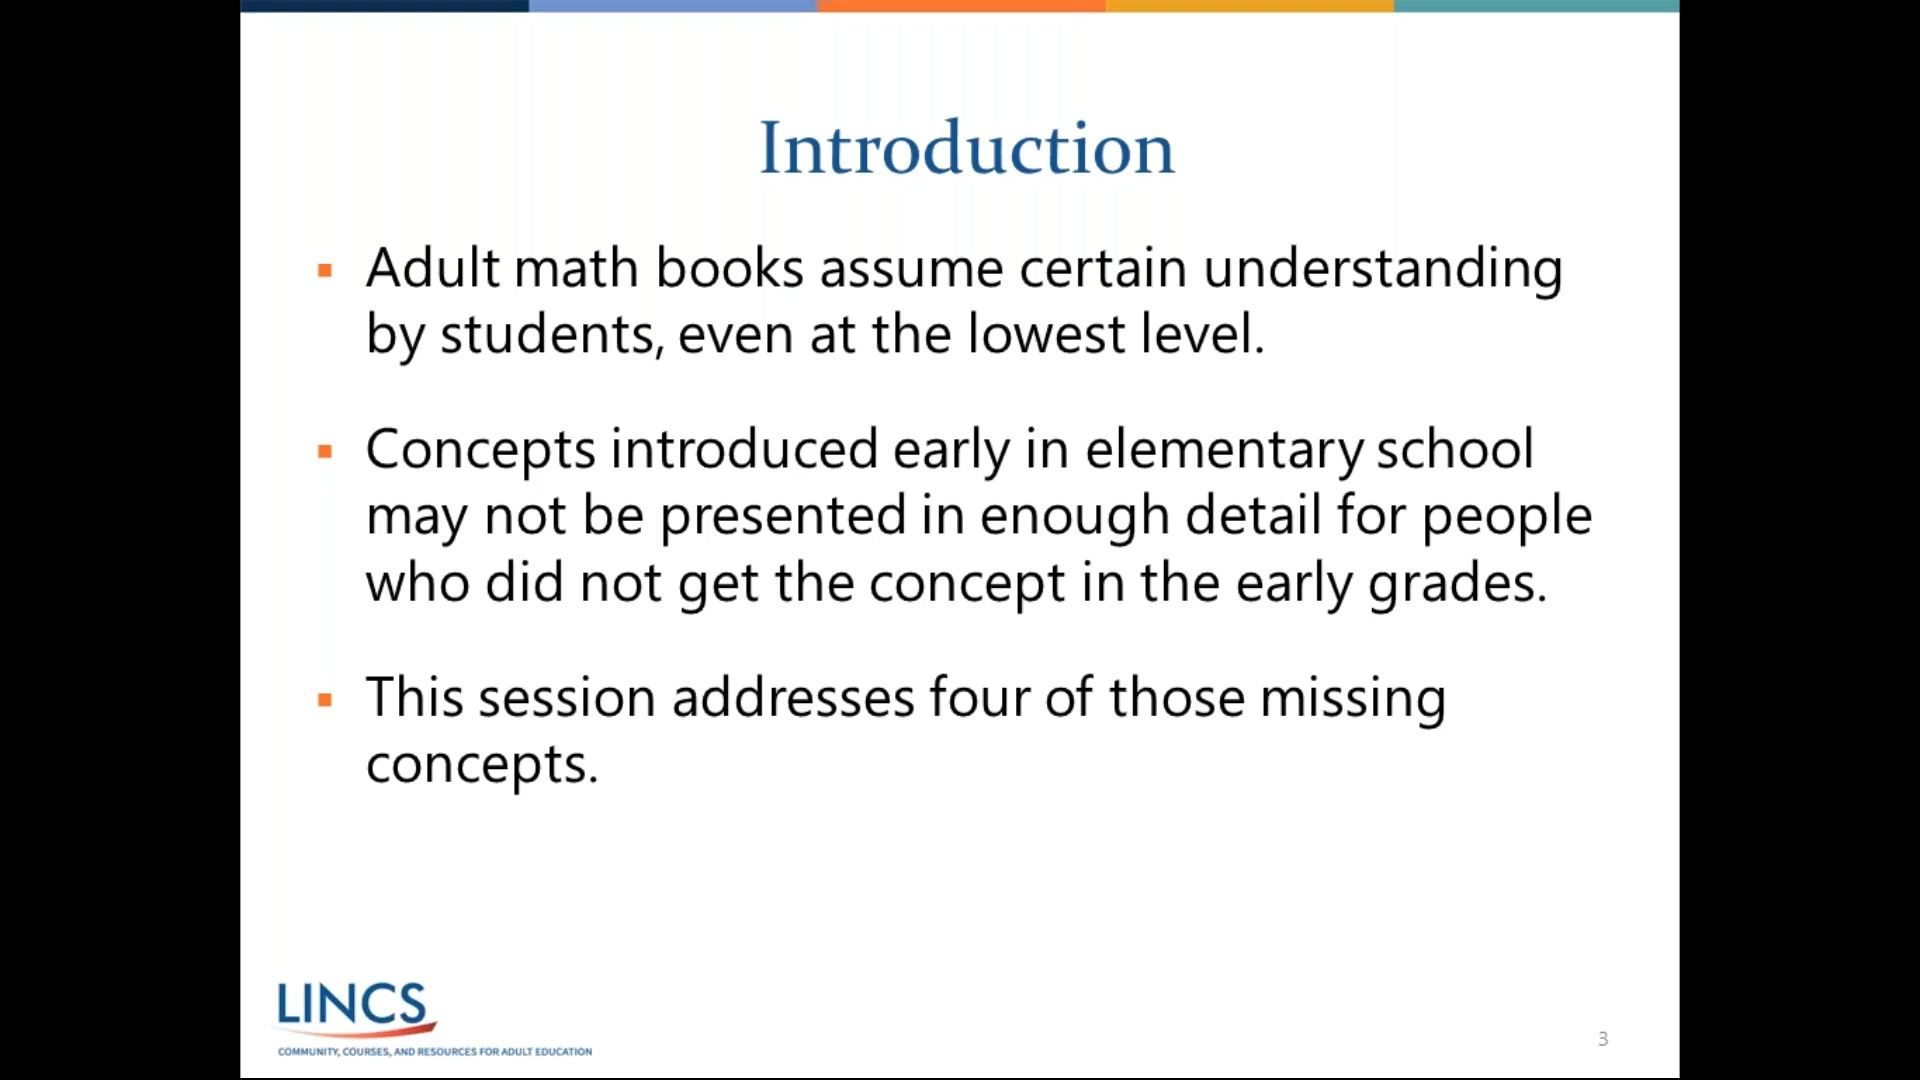 Introduction
▪ Adult math books assume certain understanding
by students, even at the lowest level.
▪ Concepts introduced early in elementary school
may not be presented in enough detail for people
who did not get the concept in the early grades.
▪ This session addresses four of those missing
concepts.
LINCS
COMMUNITY, COURSES, AND RESOURCES FOR ADULT EDUCATION
3